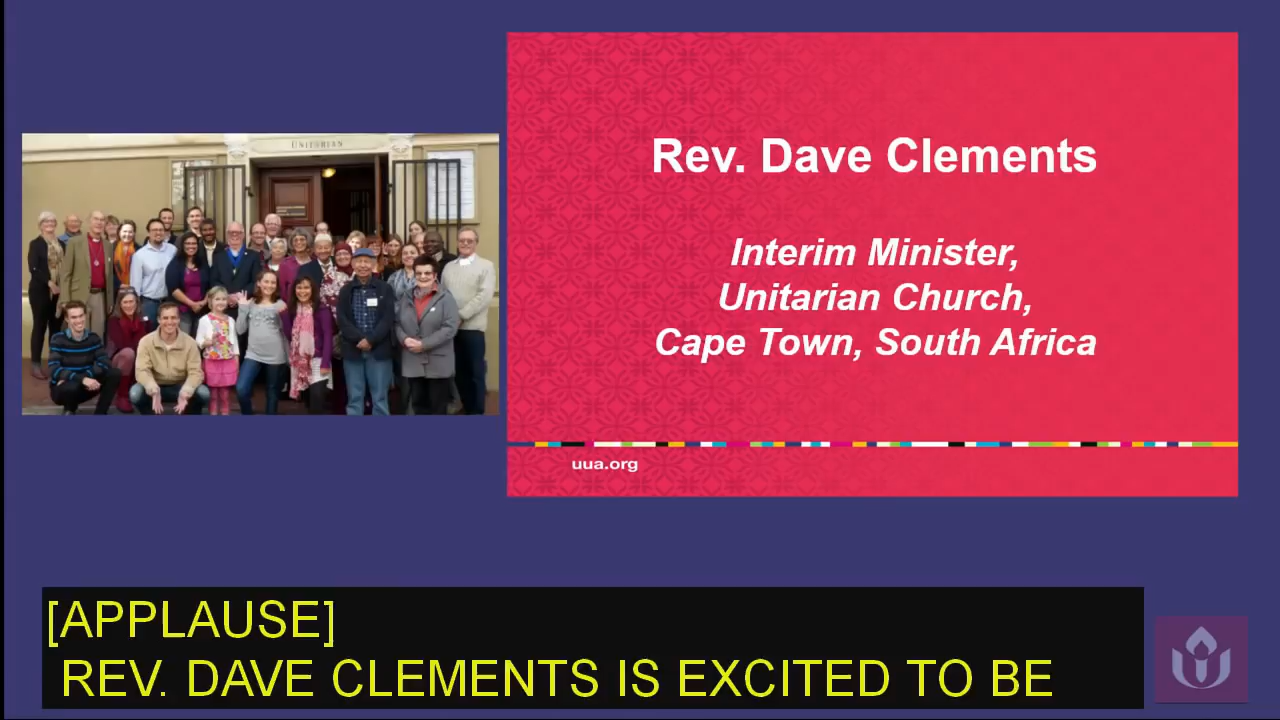 UNITARIAN
Rev. Dave Clements
Interim Minister,
Unitarian Church,
Cape Town, South Africa
uua.org
[APPLAUSE]
REV. DAVE CLEMENTS IS EXCITED TO BE